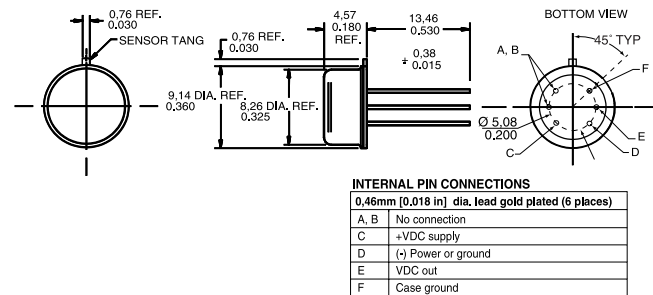 0,76 REF.
0.030
SENSOR TANG
9,14 DIA. REF.
0.360
0,76 REF.
0.030
8,26 DIA. REF.
0.325
4,57
0.180
REF.
13,46
0.530
± 0,38
0.015
BOTTOM VIEW
45° TYP
A, B
F
Ø 5,08
0.200
E
C
D
INTERNAL PIN CONNECTIONS
0,46mm [0.018 in] dia. lead gold plated (6 places)
A, B No connection
C +VDC supply
D (-) Power or ground
E VDC out
F Case ground